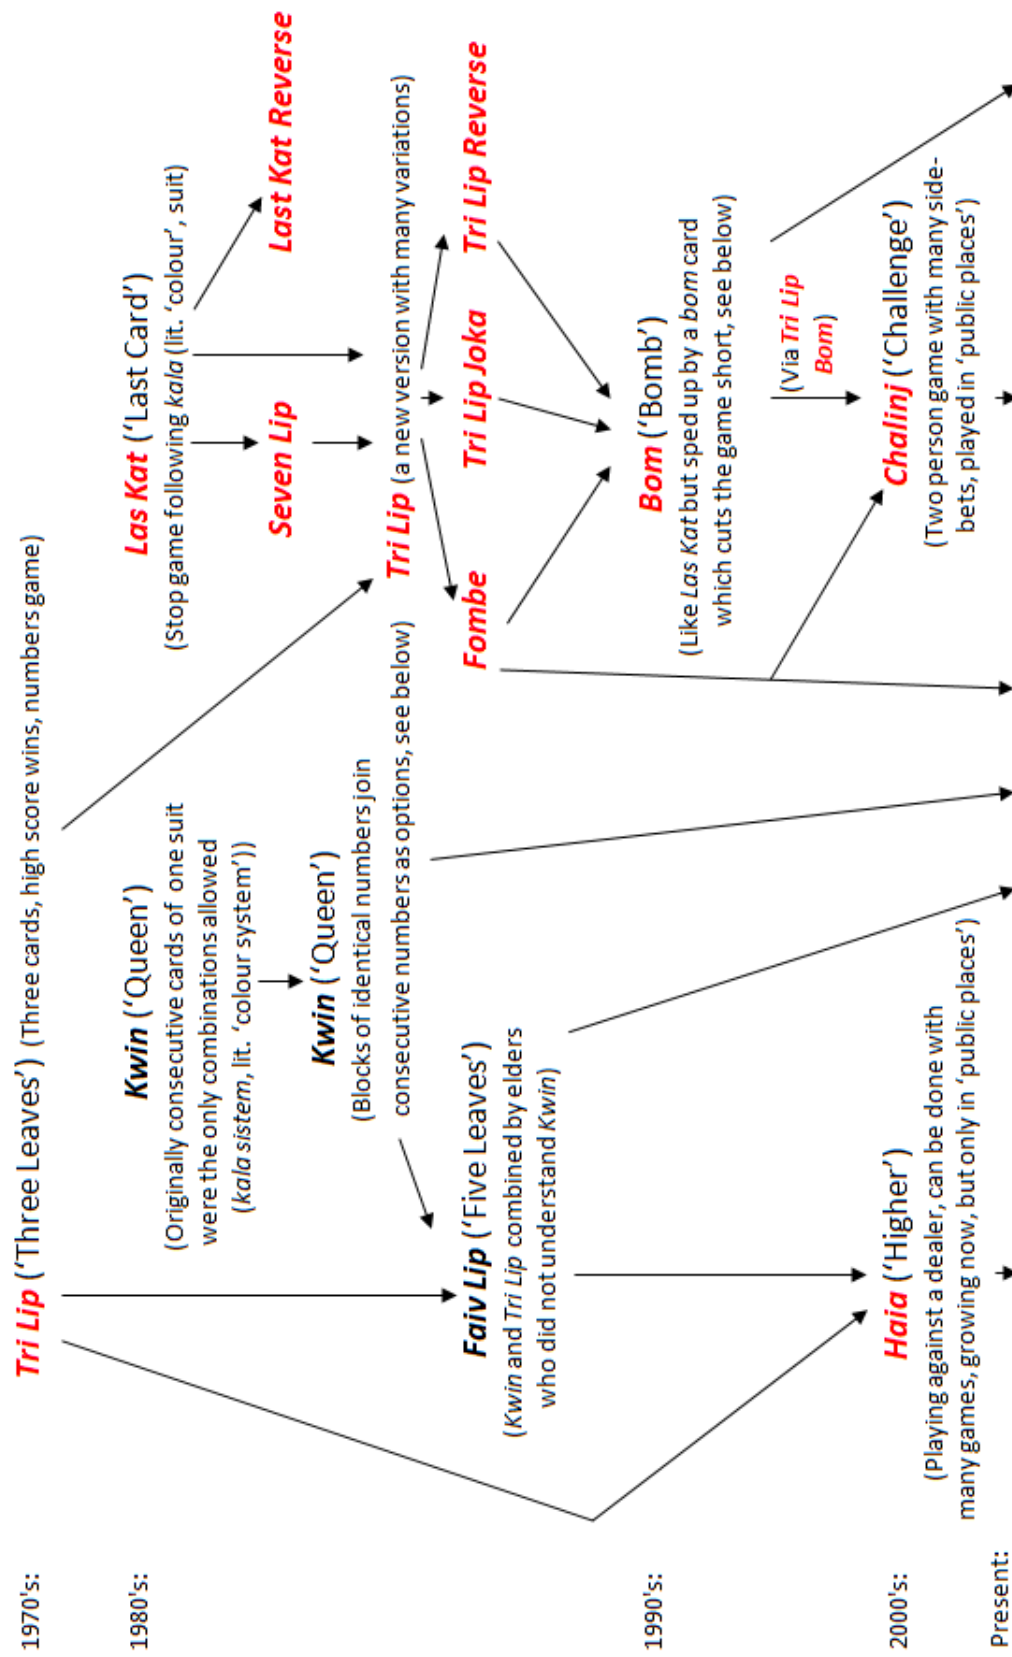 1970's:
Tri Lip ('Three Leaves') (Three cards, high score wins, numbers game)
1980's:
Kwin ('Queen')
(Originally consecutive cards of one suit
were the only combinations allowed
(kala sistem, lit. 'colour system'))
Las Kat ('Last Card')
(Stop game following kala (lit. 'colour', suit)
Seven Lip
Last Kat Reverse
Kwin ('Queen')
(Blocks of identical numbers join
consecutive numbers as options, see below)
Tri Lip (a new version with many variations)
Faiv Lip ('Five Leaves')
(Kwin and Tri Lip combined by elders
who did not understand Kwin)
Fombe
Tri Lip Joka
Tri Lip Reverse
1990's:
Bom ('Bomb')
(Like Las Kat but sped up by a bom card
which cuts the game short, see below)
(Via Tri Lip
Bom)
2000's:
Haia ('Higher')
(Playing against a dealer, can be done with
many games, growing now, but only in 'public places')
Chalinj ('Challenge')
(Two person game with many side-
bets, played in 'public places')
Present: